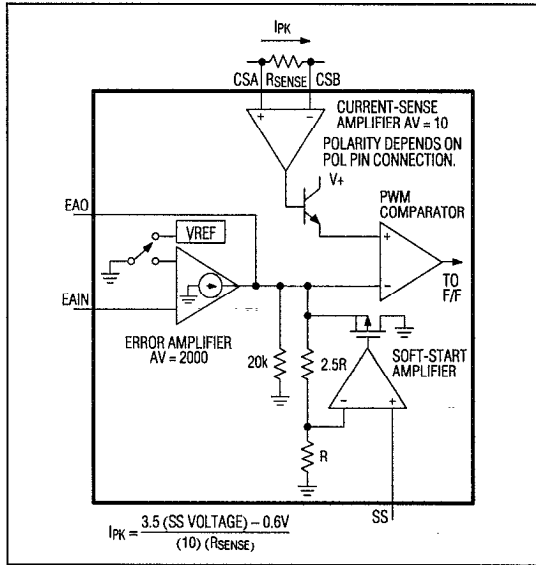 IPK
CSA RSENSE CSB
CURRENT-SENSE
AMPLIFIER AV = 10
POLARITY DEPENDS ON
POL PIN CONNECTION.
V+
PWM
COMPARATOR
+
−
+
−
EAO
VREF
EAIN
TO
F/F
ERROR AMPLIFIER
AV = 2000
20k
2.5R
SOFT-START
AMPLIFIER
−
+
R
SS
IPK = 3.5 (SS VOLTAGE) − 0.6V
(10) (RSENSE)